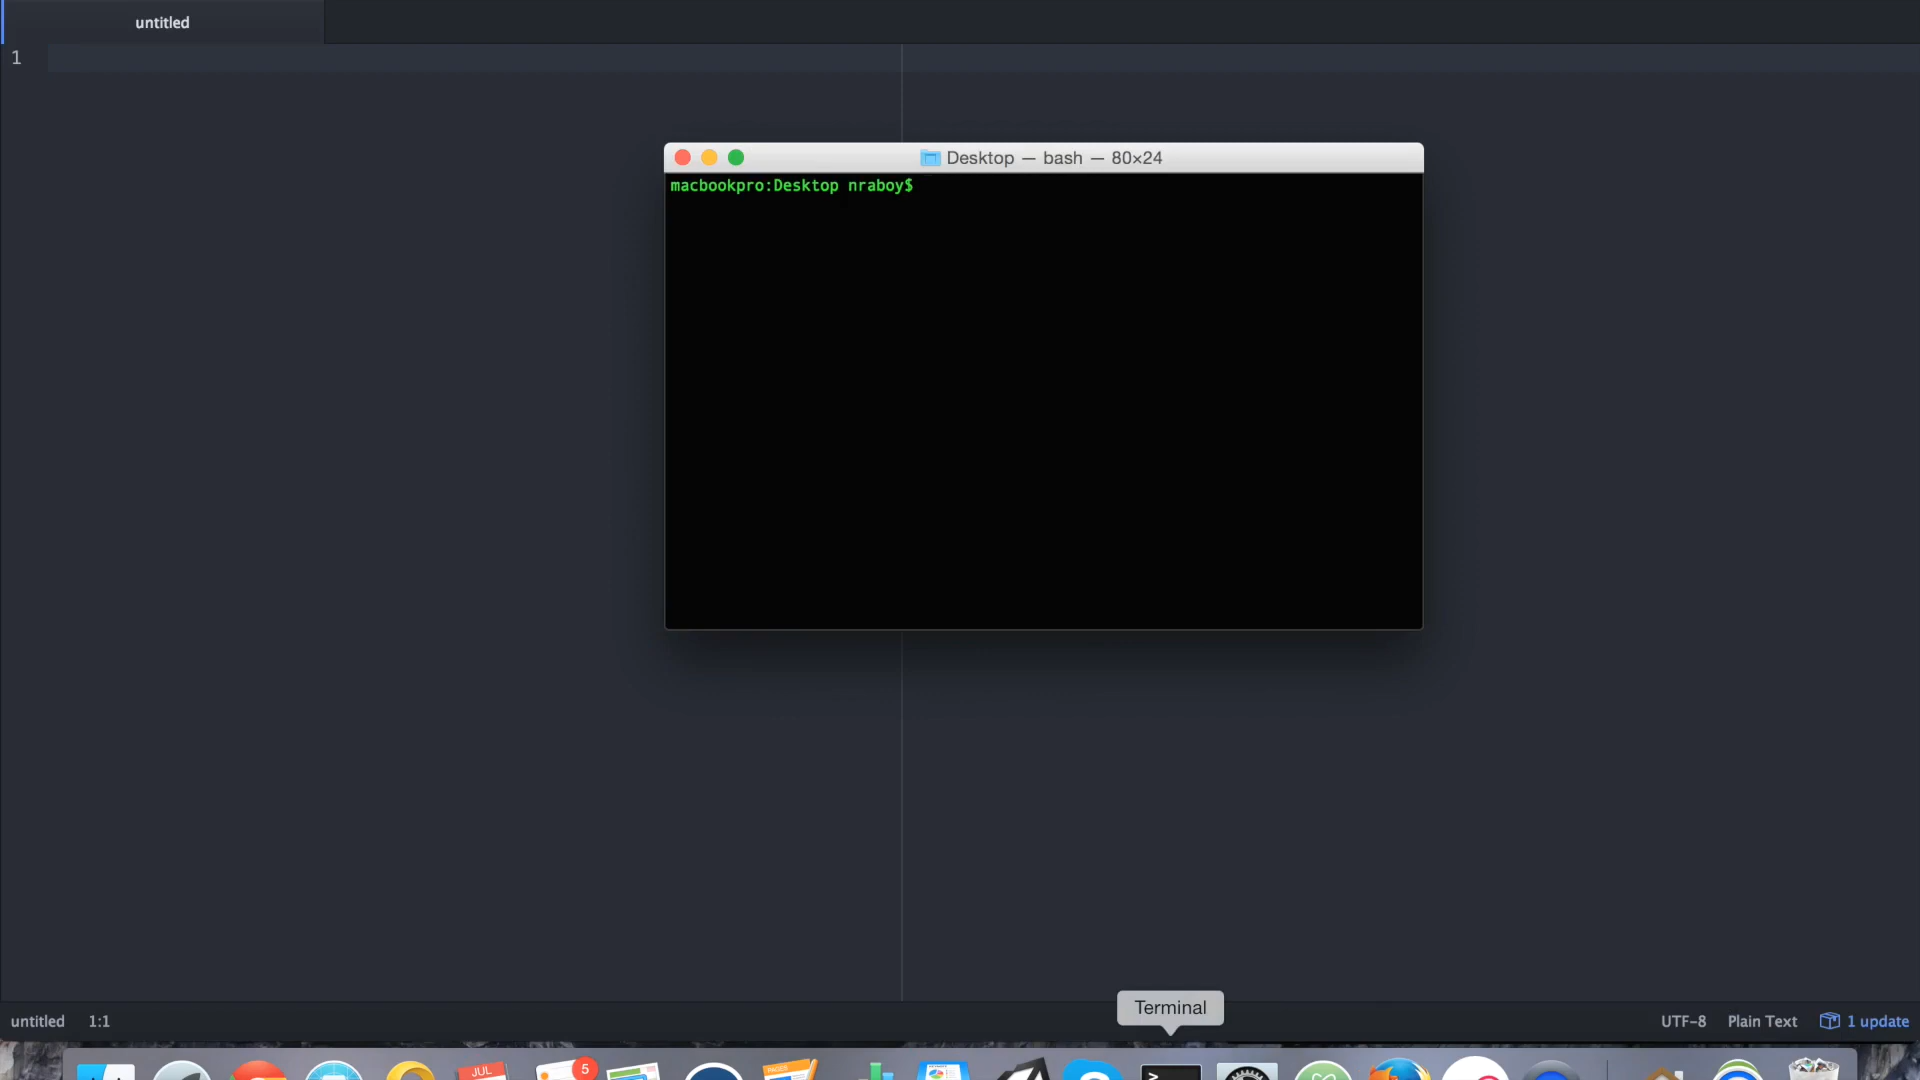 untitled
1
Desktop — bash — 80×24
macbookpro:Desktop nraboy$
Terminal
untitled 1:1 UTF-8 Plain Text 1 update
JUL
5
PAGES
>